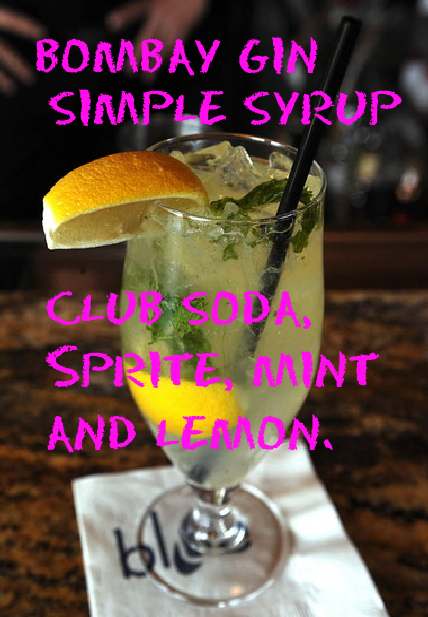 BOMBAY GIN
SIMPLE SYRUP
CLUB SODA,
SPRITE, MINT
AND LEMON.